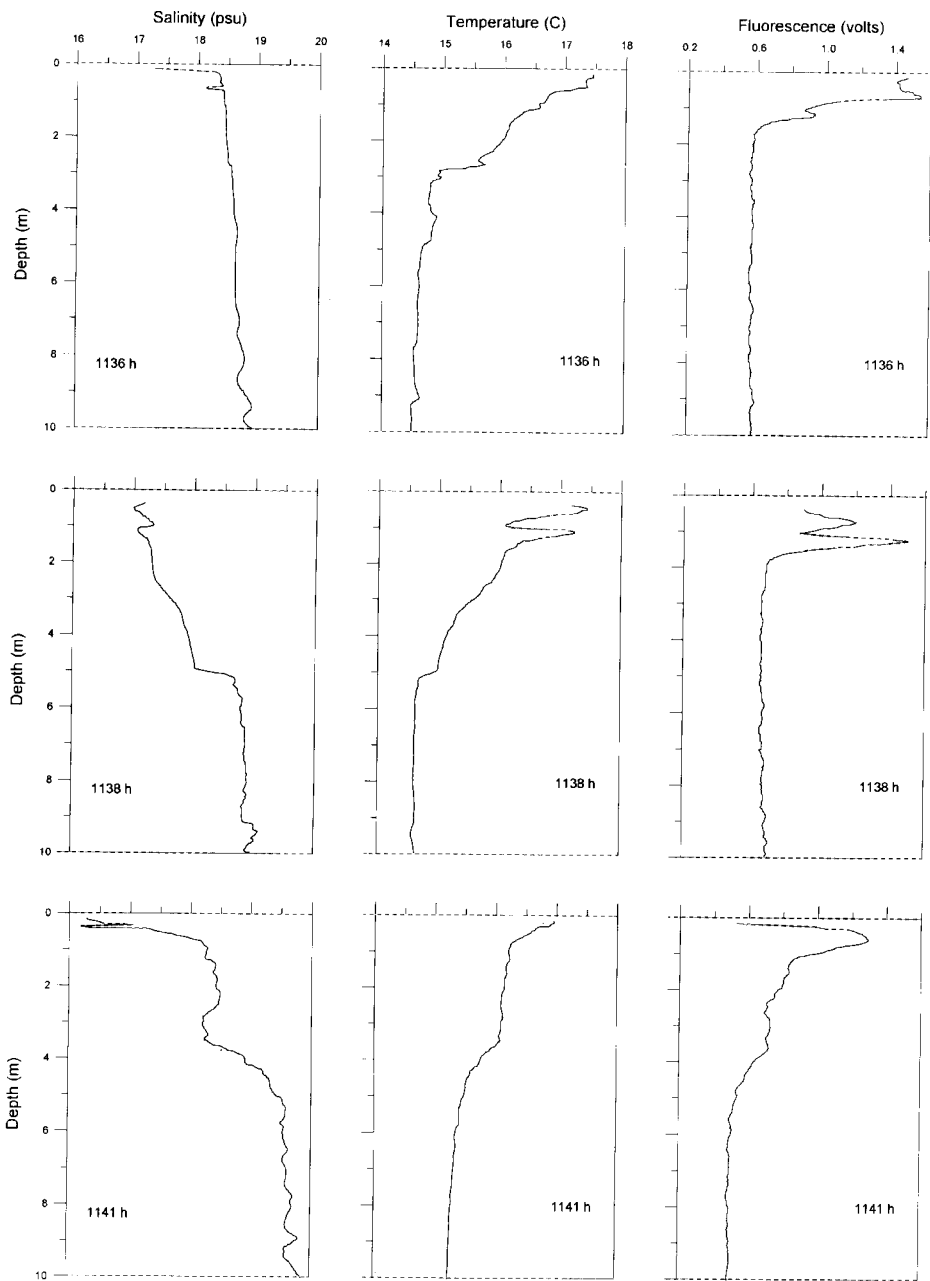 Salinity (psu)
16 17 18 19 20
Temperature (C)
14 15 16 17 18
Fluorescence (volts)
0.2 0.6 1.0 1.4
Depth (m)
0
2
4
6
8
10
1136 h
1136 h
1136 h
Depth (m)
0
2
4
6
8
10
1138 h
1138 h
1138 h
Depth (m)
0
2
4
6
8
10
1141 h
1141 h
1141 h